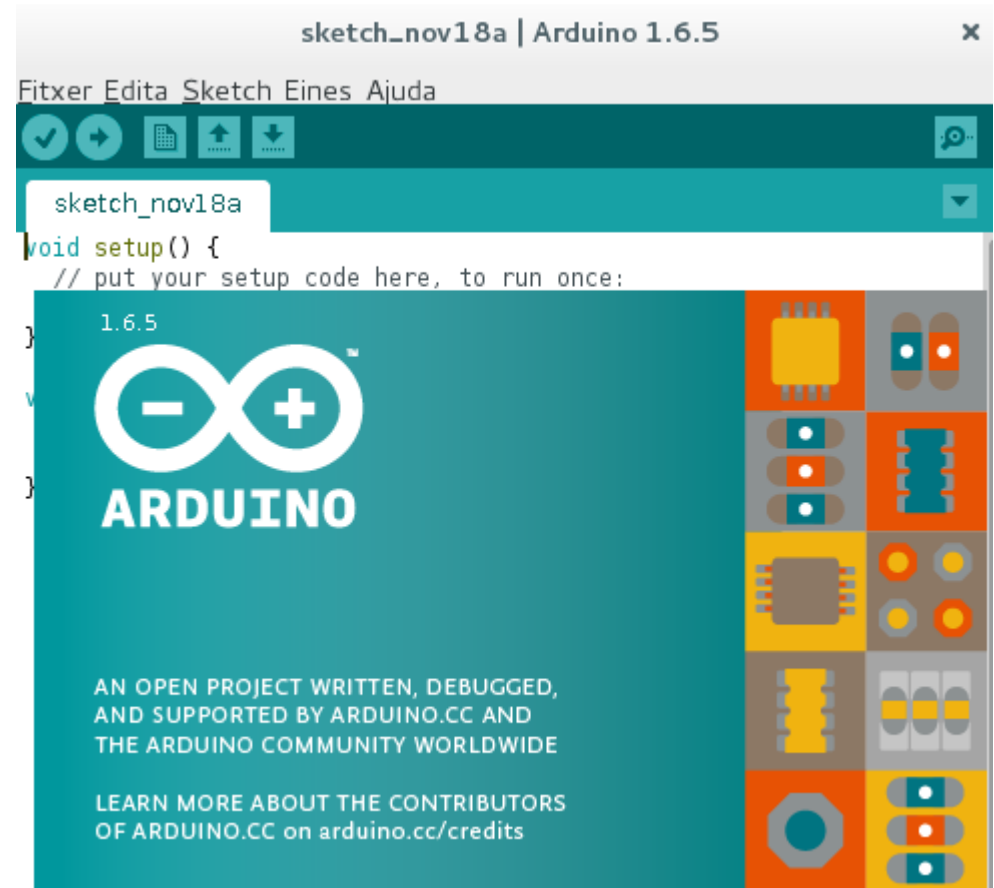 sketch_nov18a | Arduino 1.6.5
Fitxer Edita Sketch Eines Ajuda
sketch_nov18a
void setup() {
// put your setup code here, to run once:
1.6.5
}
v
}
ARDUINO
AN OPEN PROJECT WRITTEN, DEBUGGED,
AND SUPPORTED BY ARDUINO.CC AND
THE ARDUINO COMMUNITY WORLDWIDE
LEARN MORE ABOUT THE CONTRIBUTORS
OF ARDUINO.CC on arduino.cc/credits